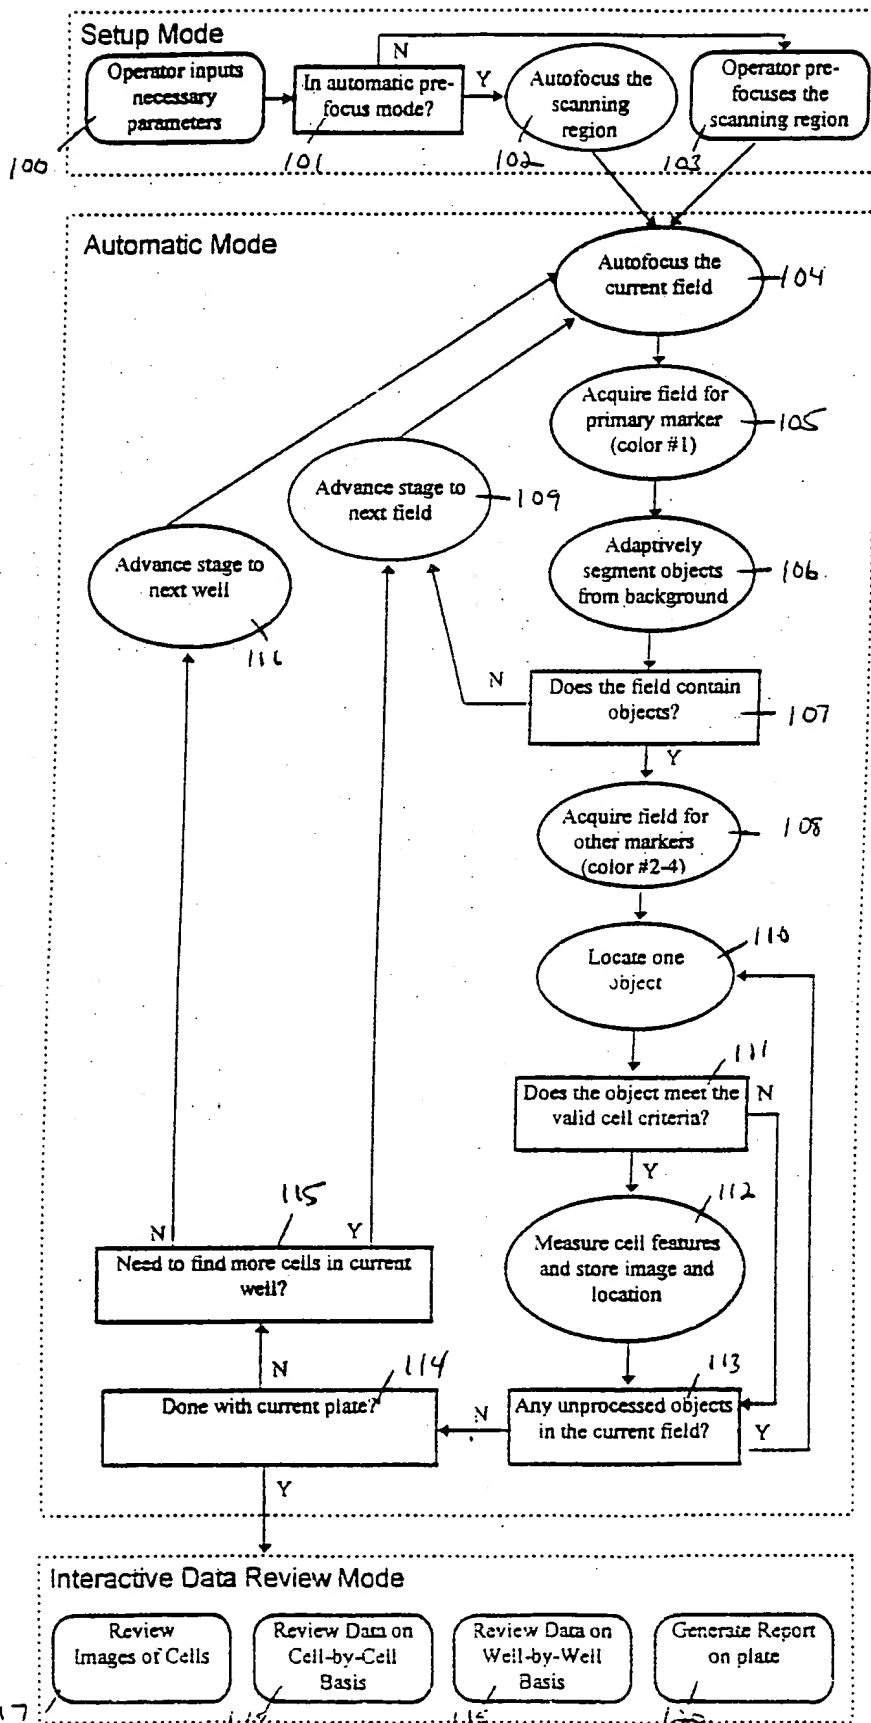 Setup Mode
N
Operator inputs
necessary
parameters
In automatic pre-
focus mode?
Y
Autofocus the
scanning
region
Operator pre-
focuses the
scanning region
100
101
102
103
Automatic Mode
Autofocus the
current field
104
Acquire field for
primary marker
(color #1)
105
Advance stage to
next field
109
Advance stage to
next well
116
Adaptively
segment objects
from background
106
N
Does the field contain
objects?
107
Y
Acquire field for
other markers
(color #2-4)
108
Locate one
object
110
111
Does the object meet the
valid cell criteria?
N
Y
112
Measure cell features
and store image and
location
115
N
Y
Need to find more cells in current
well?
N
114
Done with current plate?
N
113
Any unprocessed objects
in the current field?
Y
Y
Interactive Data Review Mode
Review
Images of Cells
Review Data on
Cell-by-Cell
Basis
Review Data on
Well-by-Well
Basis
Generate Report
on plate